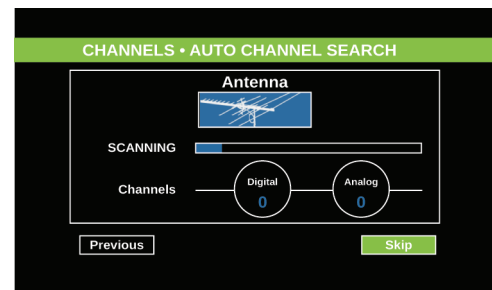 CHANNELS • AUTO CHANNEL SEARCH
Antenna
SCANNING
Channels
Digital
0
Analog
0
Previous
Skip